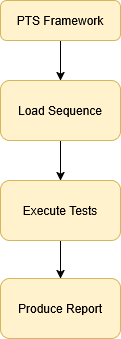 PTS Framework
Load Sequence
Execute Tests
Produce Report